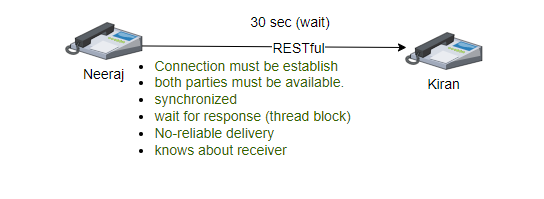 30 sec (wait)
RESTful
Neeraj
Kiran
Connection must be establish
both parties must be available.
synchronized
wait for response (thread block)
No-reliable delivery
knows about receiver